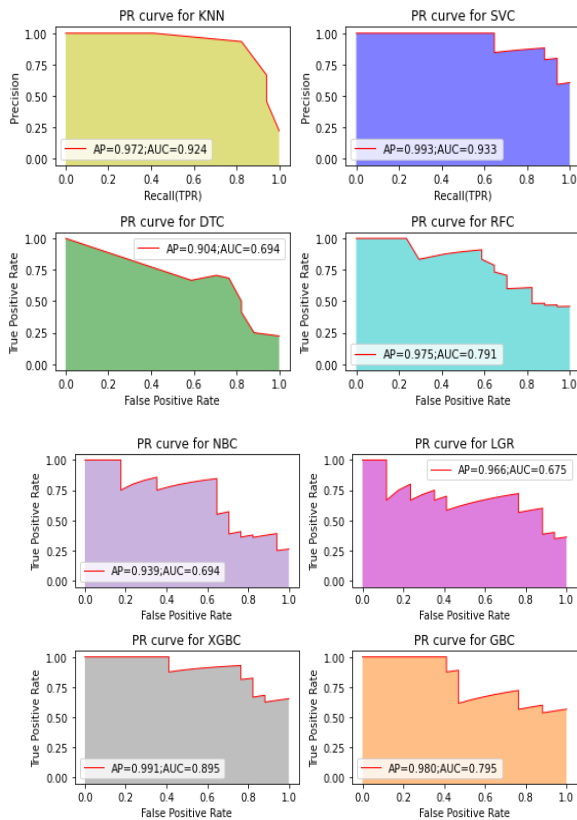 PR curve for KNN
Precision
1.00
0.75
0.50
0.25
0.00
AP=0.972;AUC=0.924
0.0 0.2 0.4 0.6 0.8 1.0
Recall(TPR)
PR curve for SVC
Precision
1.00
0.75
0.50
0.25
0.00
AP=0.993;AUC=0.933
0.0 0.2 0.4 0.6 0.8 1.0
Recall(TPR)
PR curve for DTC
True Positive Rate
1.00
0.75
0.50
0.25
0.00
AP=0.904;AUC=0.694
0.0 0.2 0.4 0.6 0.8 1.0
False Positive Rate
PR curve for RFC
True Positive Rate
1.00
0.75
0.50
0.25
0.00
AP=0.975;AUC=0.791
0.0 0.2 0.4 0.6 0.8 1.0
False Positive Rate
PR curve for NBC
True Positive Rate
1.00
0.75
0.50
0.25
0.00
AP=0.939;AUC=0.694
0.0 0.2 0.4 0.6 0.8 1.0
False Positive Rate
PR curve for LGR
True Positive Rate
1.00
0.75
0.50
0.25
0.00
AP=0.966;AUC=0.675
0.0 0.2 0.4 0.6 0.8 1.0
False Positive Rate
PR curve for XGBC
True Positive Rate
1.00
0.75
0.50
0.25
0.00
AP=0.991;AUC=0.895
0.0 0.2 0.4 0.6 0.8 1.0
False Positive Rate
PR curve for GBC
True Positive Rate
1.00
0.75
0.50
0.25
0.00
AP=0.980;AUC=0.795
0.0 0.2 0.4 0.6 0.8 1.0
False Positive Rate